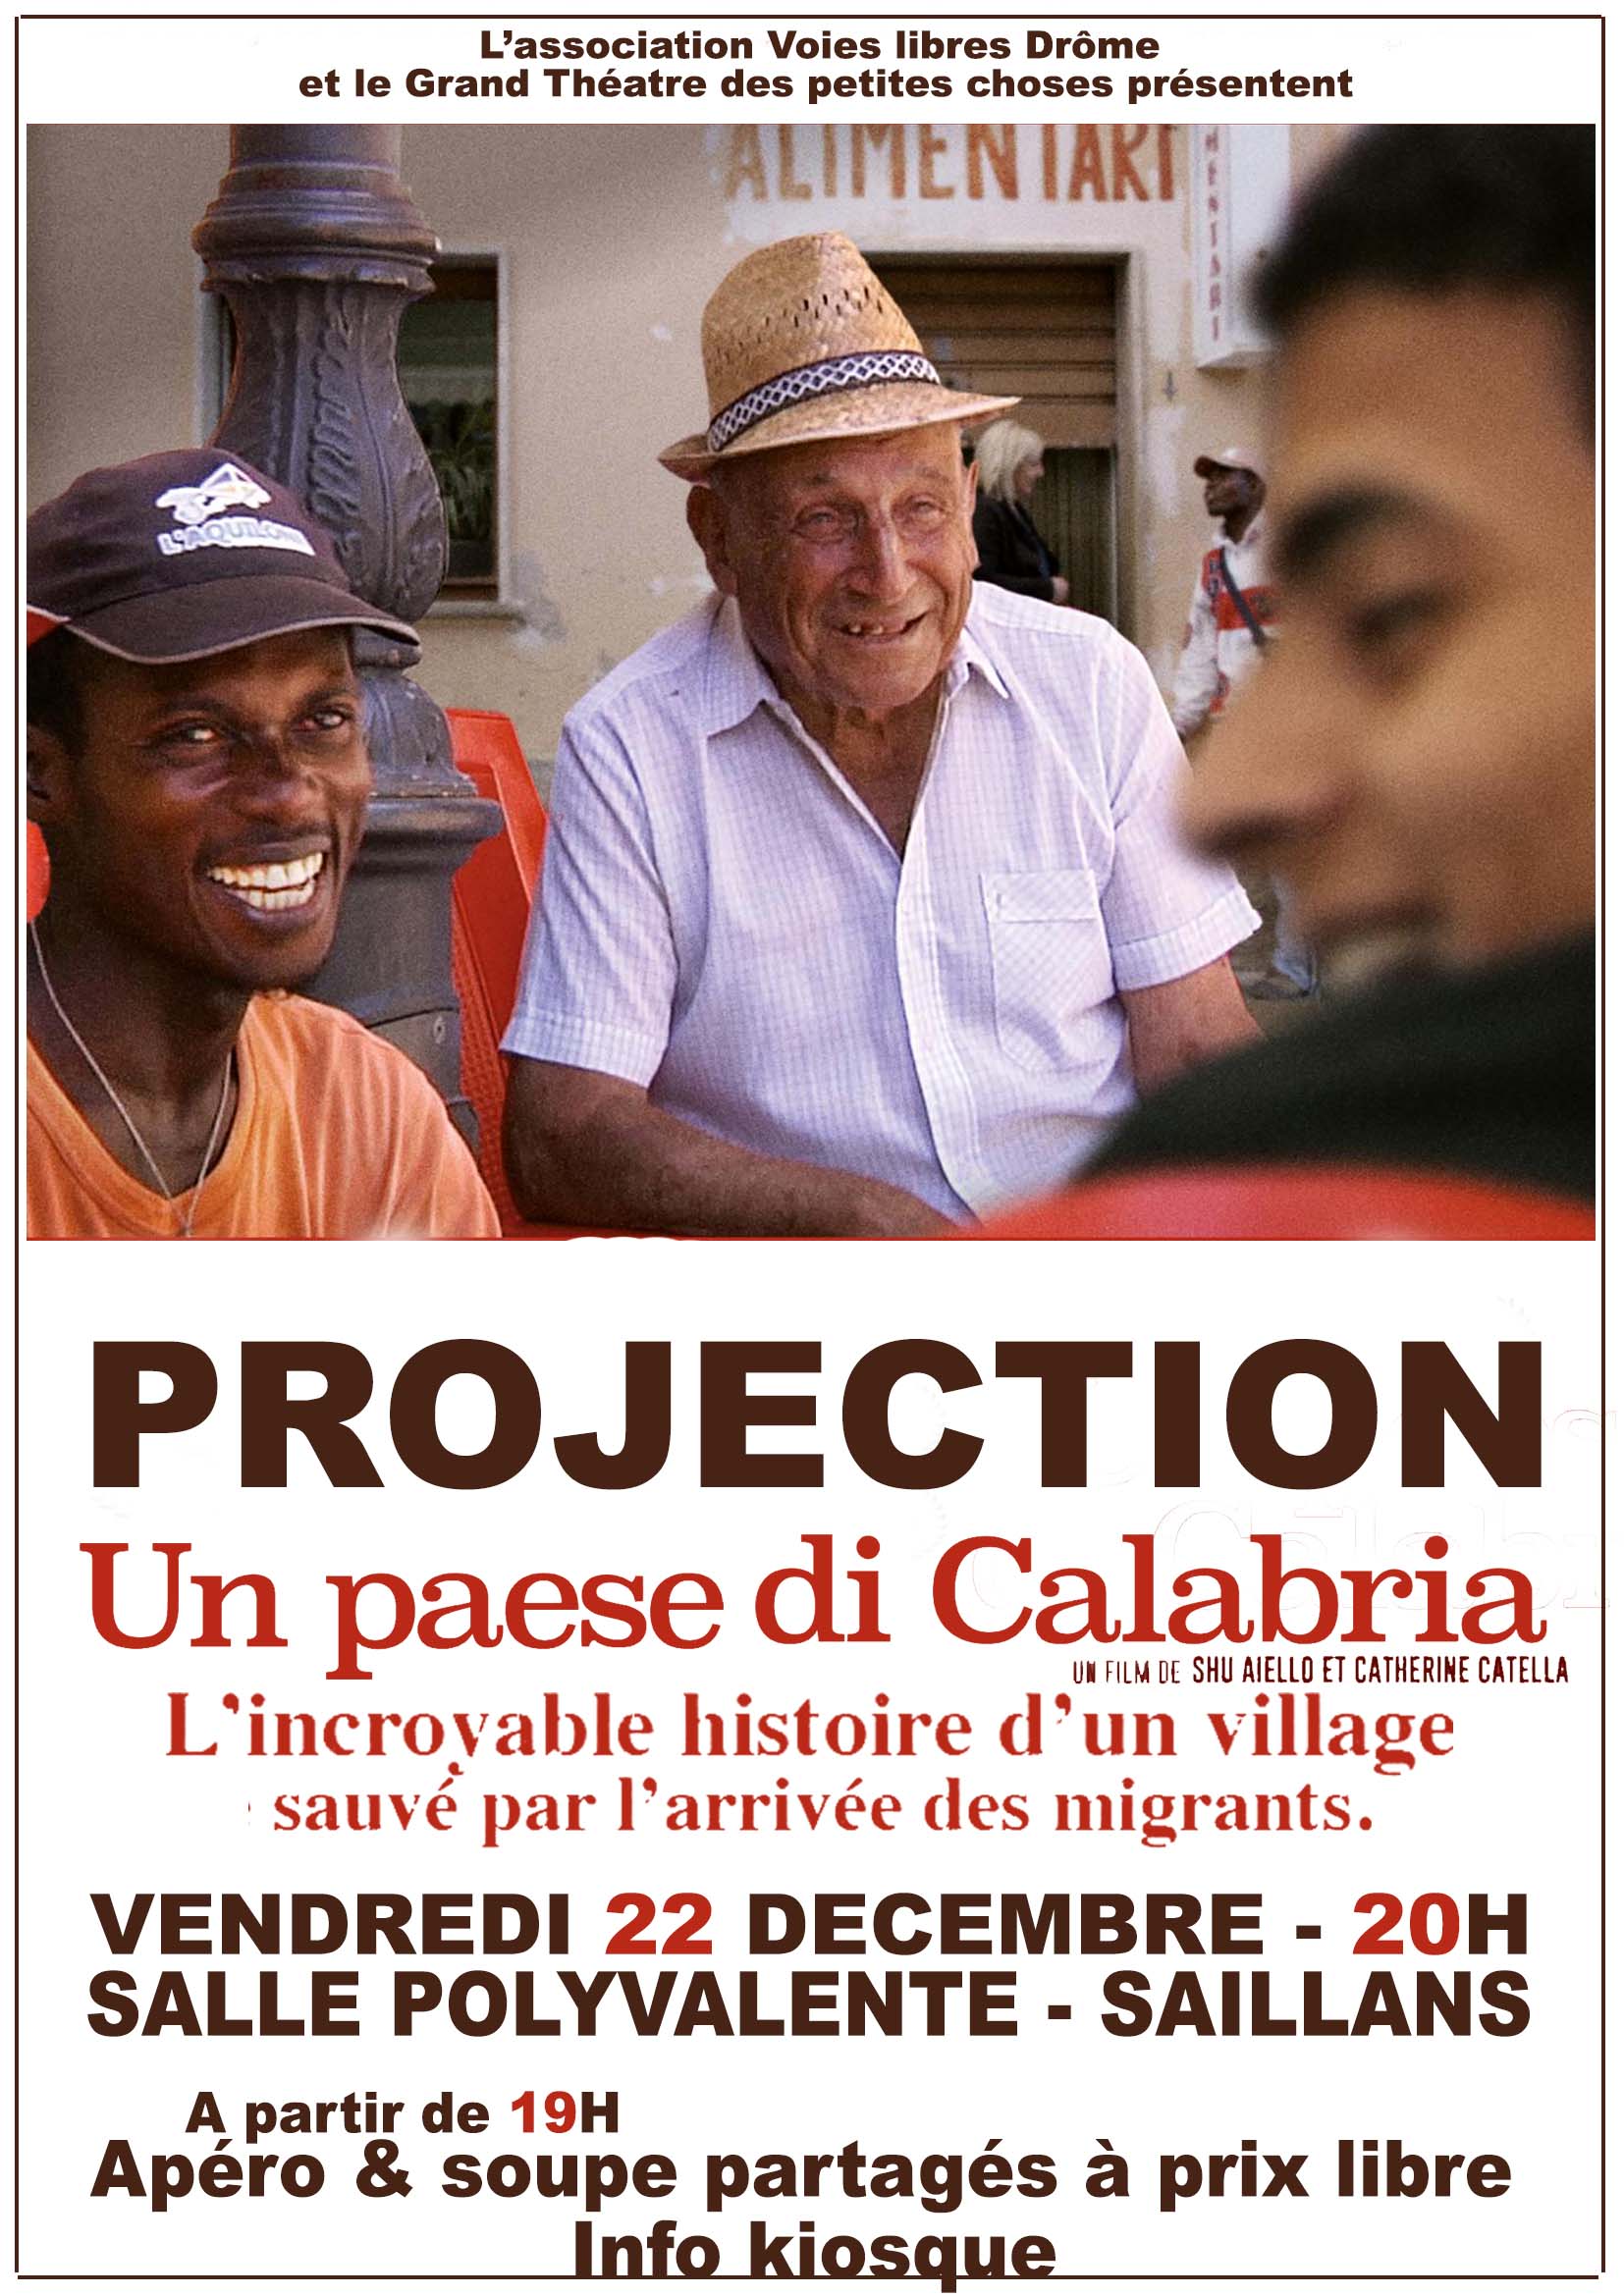 L'association Voies libres Drôme
et le Grand Théatre des petites choses présentent
ALIMENTARI
L'AQUILONE
PROJECTION
Un paese di Calabria
UN FILM DE SHU AIELLO ET CATHERINE CATELLA
L'incroyable histoire d'un village
sauvé par l'arrivée des migrants.
VENDREDI 22 DECEMBRE - 20H
SALLE POLYVALENTE - SAILLANS
A partir de 19H
Apéro & soupe partagés à prix libre
Info kiosque